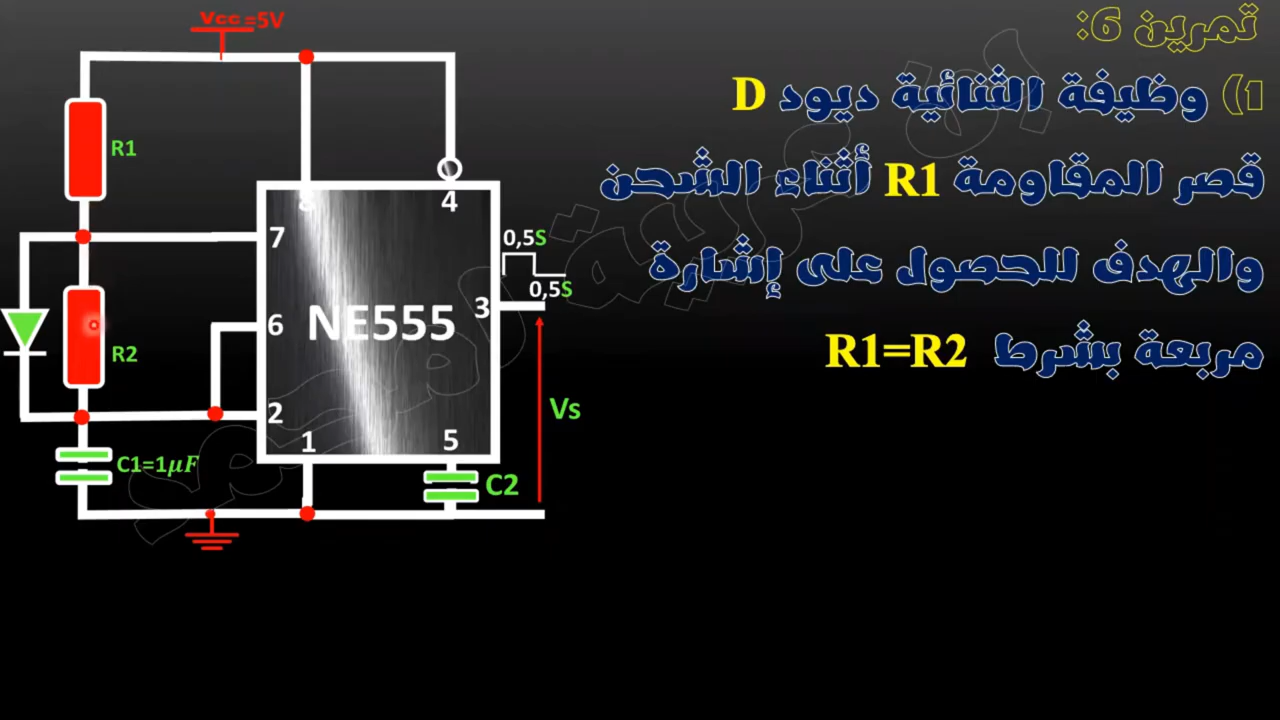 تمرين 6:
1) وظيفة الثنائية ديود D
قصر المقاومة R1 أثناء الشحن
والهدف للحصول على إشارة
مربعة بشرط R1=R2
Vcc=5V
R1
R2
C1=1μF
7
6
2
8
4
NE555
3
1
5
C2
0,5S
0,5S
Vs